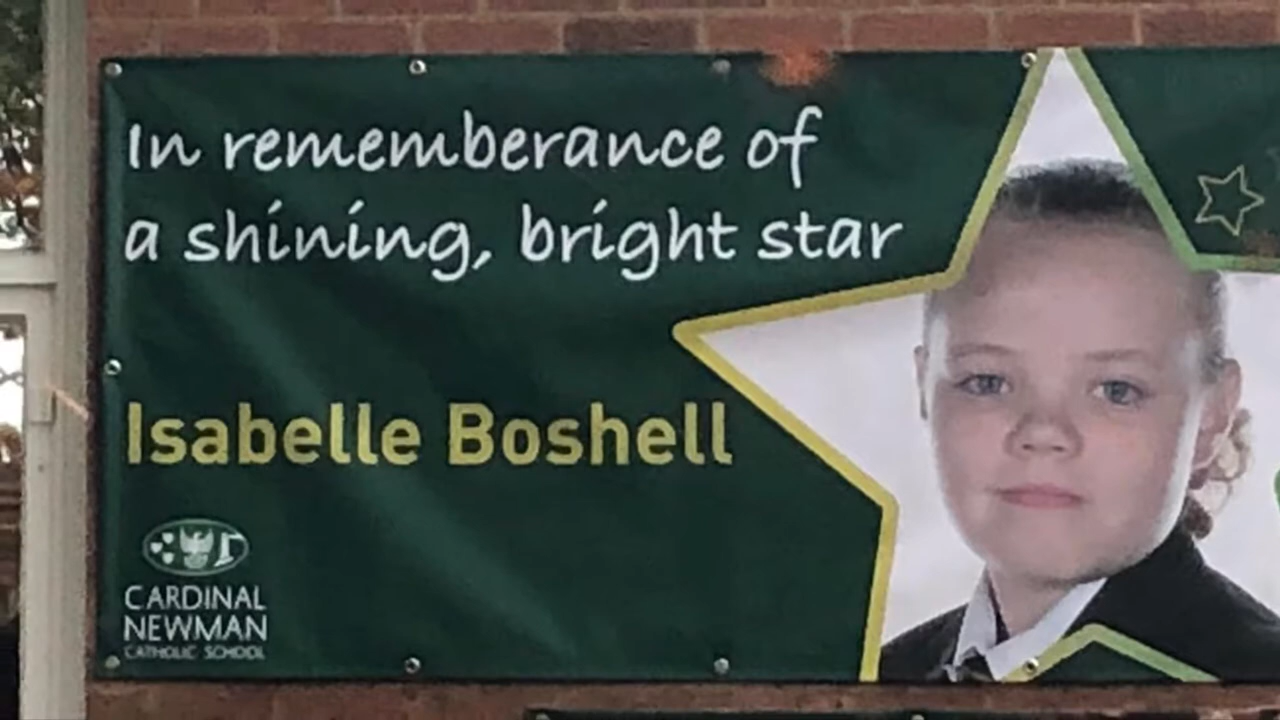 In rememberance of
a shining, bright star
Isabelle Boshell
CARDINAL
NEWMAN
CATHOLIC SCHOOL